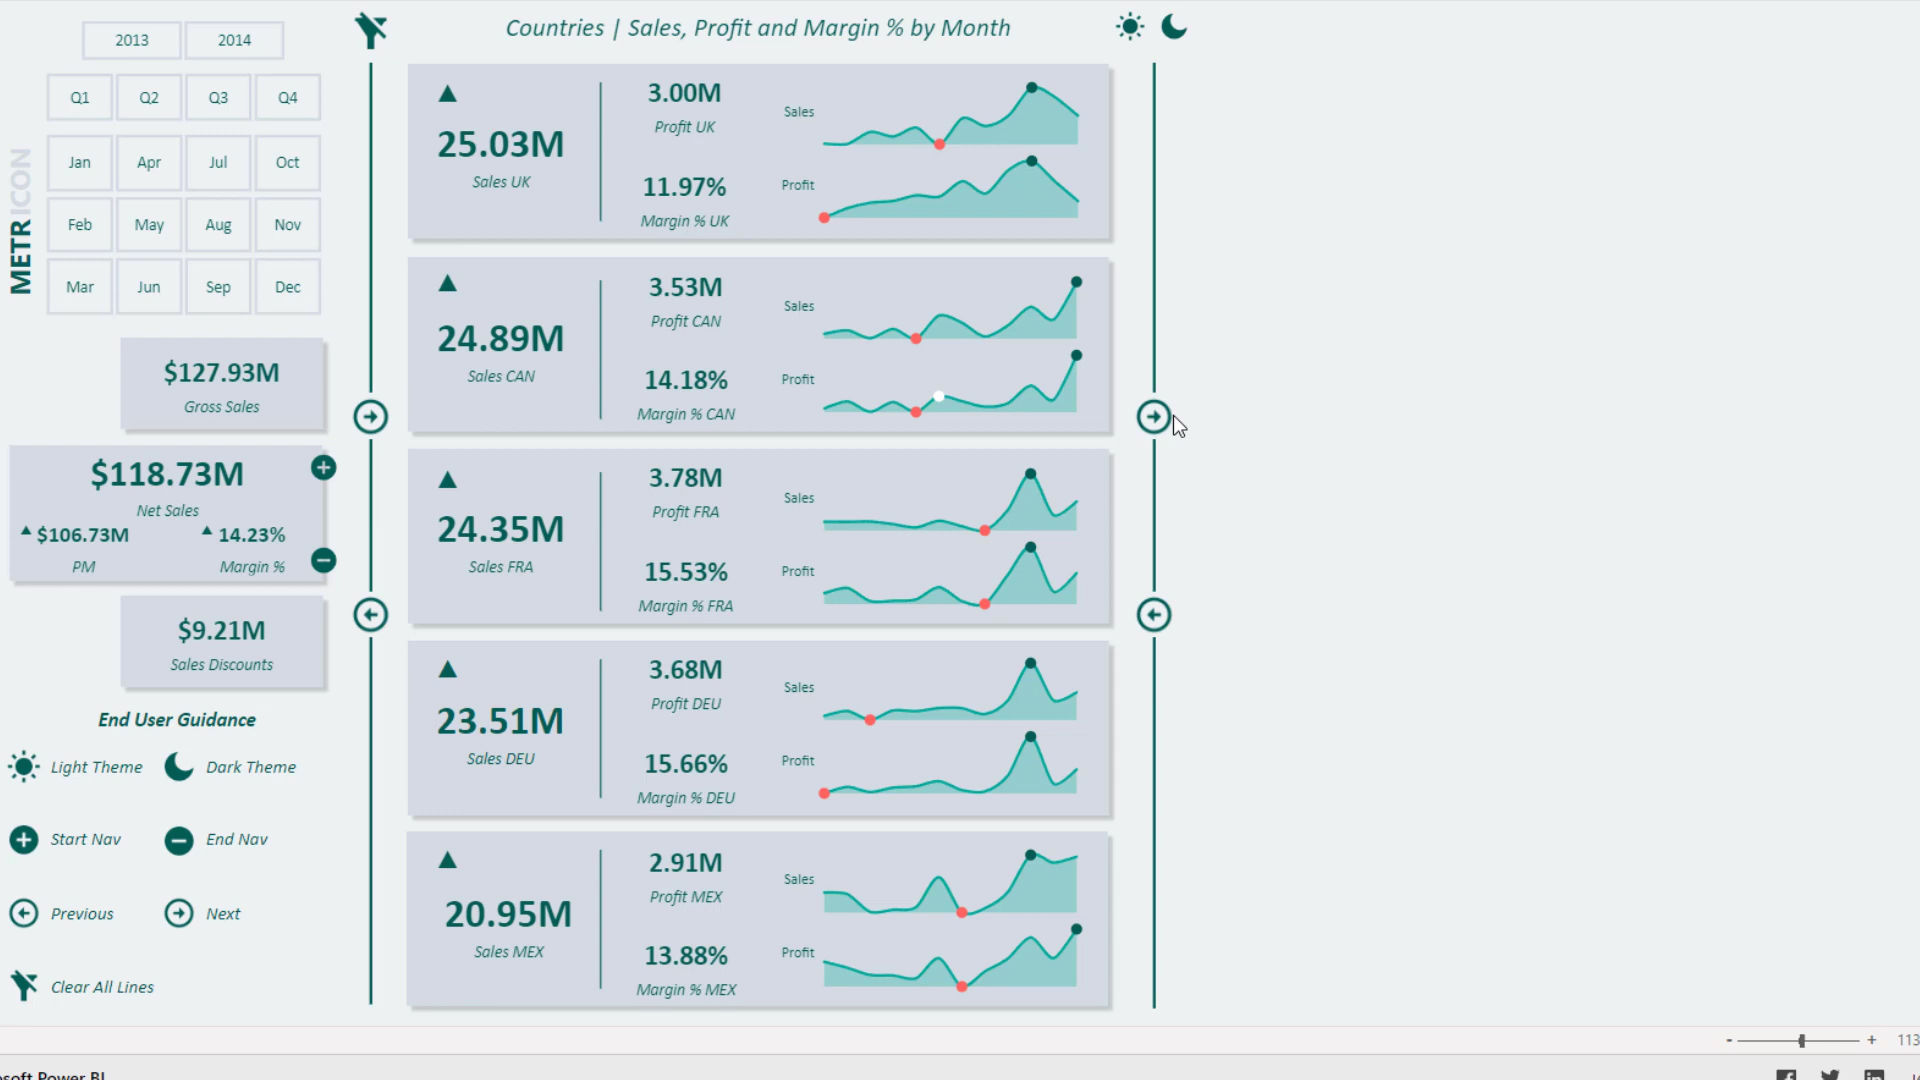 2013 2014
Q1 Q2 Q3 Q4
Jan Apr Jul Oct
Feb May Aug Nov
Mar Jun Sep Dec
METRICON
$127.93M
Gross Sales
$118.73M
Net Sales
$106.73M 14.23%
PM Margin %
$9.21M
Sales Discounts
End User Guidance
Light Theme Dark Theme
Start Nav End Nav
Previous Next
Clear All Lines
Countries | Sales, Profit and Margin % by Month
25.03M
Sales UK
3.00M
Profit UK
11.97%
Margin % UK
Sales
Profit
24.89M
Sales CAN
3.53M
Profit CAN
14.18%
Margin % CAN
Sales
Profit
24.35M
Sales FRA
3.78M
Profit FRA
15.53%
Margin % FRA
Sales
Profit
23.51M
Sales DEU
3.68M
Profit DEU
15.66%
Margin % DEU
Sales
Profit
20.95M
Sales MEX
2.91M
Profit MEX
13.88%
Margin % MEX
Sales
Profit
- + 113
osoft Power BI